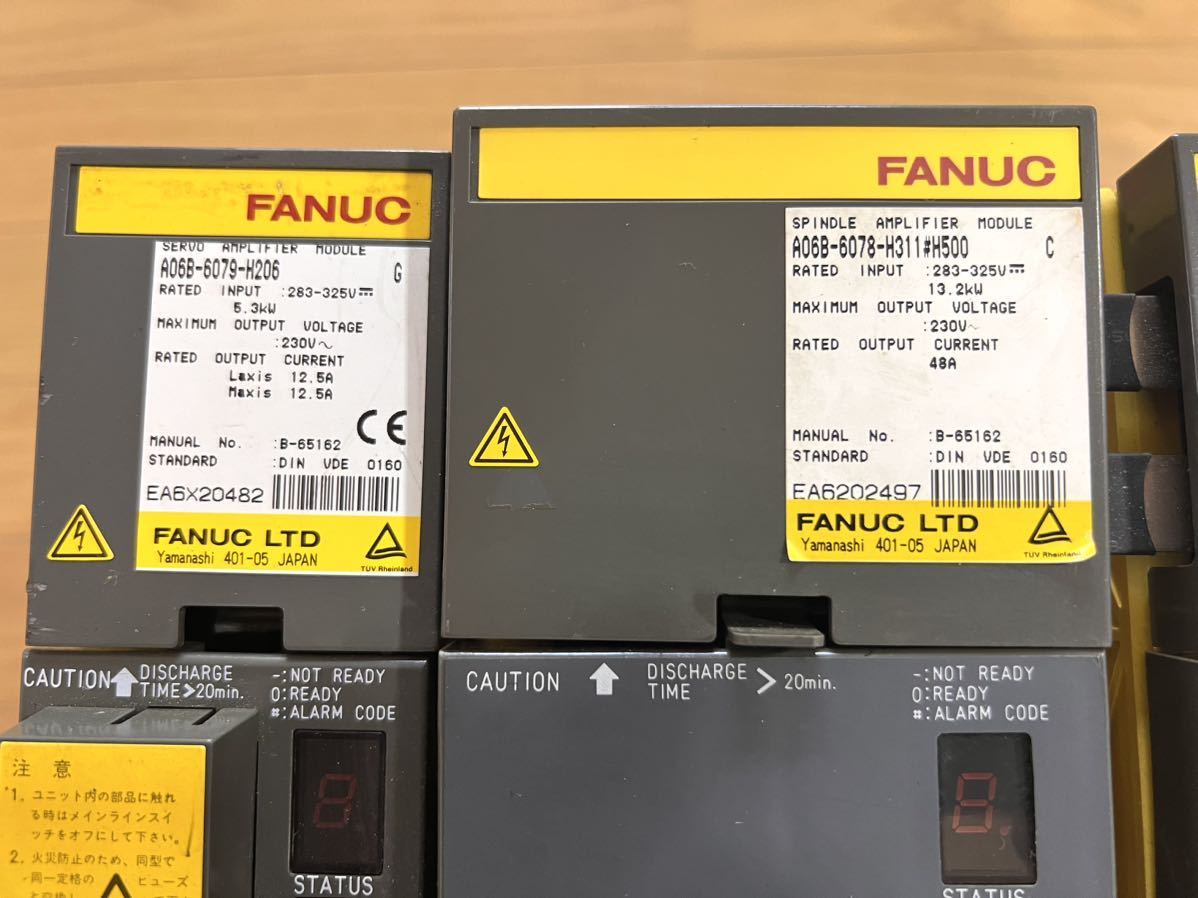 FANUC
SERVO AMPLIFIER MODULE
A06B-6079-H206 G
RATED INPUT :283-325V⎓
5.3kW
MAXIMUM OUTPUT VOLTAGE
:230V~
RATED OUTPUT CURRENT
Laxis 12.5A
Maxis 12.5A
CE
MANUAL No. :B-65162
STANDARD :DIN VDE 0160
EA6X20482
FANUC LTD
Yamanashi 401-05 JAPAN
TUV Rheinland
CAUTION DISCHARGE
TIME>20min.
-:NOT READY
0:READY
#:ALARM CODE
8
STATUS
注 意
1. ユニット内の部品に触れ
る時はメインラインスイ
ッチをオフにして下さい。
2. 火災防止のため、同型で
同一定格の ヒューズ
FANUC
SPINDLE AMPLIFIER MODULE
A06B-6078-H311#H500 C
RATED INPUT :283-325V⎓
13.2kW
MAXIMUM OUTPUT VOLTAGE
:230V~
RATED OUTPUT CURRENT
48A
MANUAL No. :B-65162
STANDARD :DIN VDE 0160
EA6202497
FANUC LTD
Yamanashi 401-05 JAPAN
TUV Rheinland
CAUTION DISCHARGE
TIME > 20min.
-:NOT READY
0:READY
#:ALARM CODE
8
STATUS